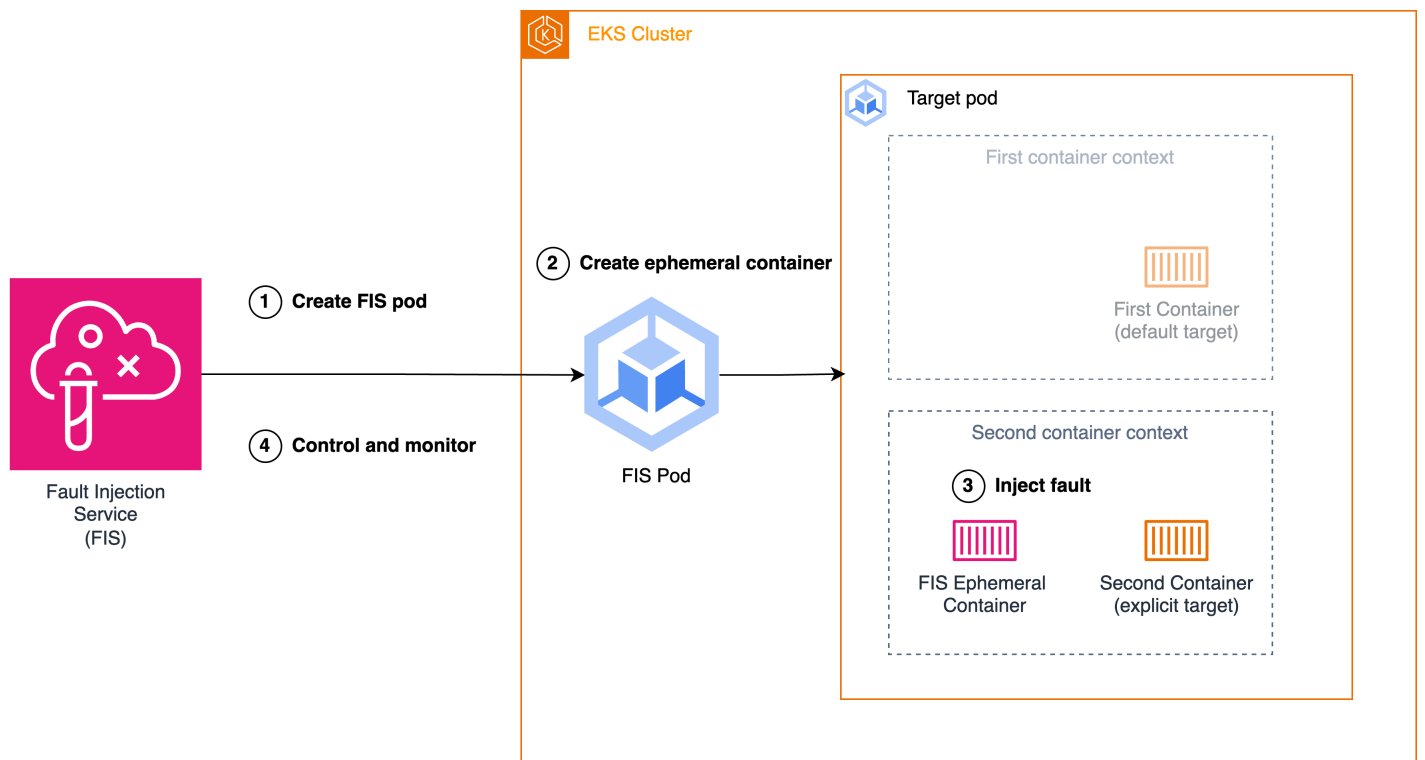 EKS Cluster
Target pod
First container context
First Container
(default target)
2 Create ephemeral container
1 Create FIS pod
4 Control and monitor
Fault Injection
Service
(FIS)
FIS Pod
Second container context
3 Inject fault
FIS Ephemeral
Container
Second Container
(explicit target)
K